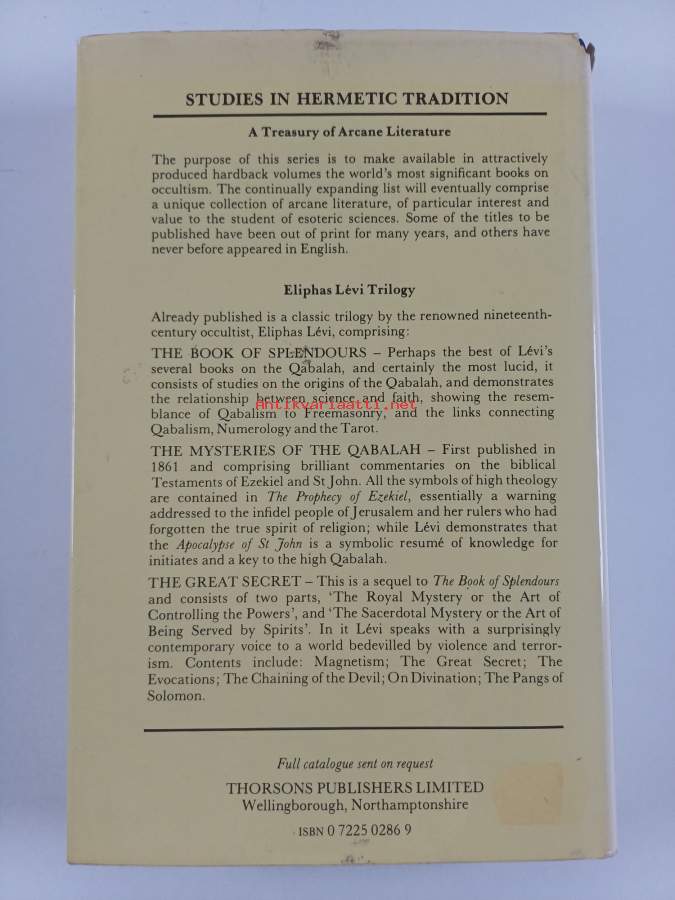 STUDIES IN HERMETIC TRADITION
A Treasury of Arcane Literature
The purpose of this series is to make available in attractively
produced hardback volumes the world's most significant books on
occultism. The continually expanding list will eventually comprise
a unique collection of arcane literature, of particular interest and
value to the student of esoteric sciences. Some of the titles to be
published have been out of print for many years, and others have
never before appeared in English.
Eliphas Lévi Trilogy
Already published is a classic trilogy by the renowned nineteenth-
century occultist, Eliphas Lévi, comprising:
THE BOOK OF SPLENDOURS – Perhaps the best of Lévi's
several books on the Qabalah, and certainly the most lucid, it
consists of studies on the origins of the Qabalah, and demonstrates
the relationship between science and faith, showing the resem-
Antikvariaatti.net
blance of Qabalism to Freemasonry, and the links connecting
Qabalism, Numerology and the Tarot.
THE MYSTERIES OF THE QABALAH – First published in
1861 and comprising brilliant commentaries on the biblical
Testaments of Ezekiel and St John. All the symbols of high theology
are contained in The Prophecy of Ezekiel, essentially a warning
addressed to the infidel people of Jerusalem and her rulers who had
forgotten the true spirit of religion; while Lévi demonstrates that
the Apocalypse of St John is a symbolic resumé of knowledge for
initiates and a key to the high Qabalah.
THE GREAT SECRET – This is a sequel to The Book of Splendours
and consists of two parts, 'The Royal Mystery or the Art of
Controlling the Powers', and 'The Sacerdotal Mystery or the Art of
Being Served by Spirits'. In it Lévi speaks with a surprisingly
contemporary voice to a world bedevilled by violence and terror-
ism. Contents include: Magnetism; The Great Secret; The
Evocations; The Chaining of the Devil; On Divination; The Pangs of
Solomon.
Full catalogue sent on request
THORSONS PUBLISHERS LIMITED
Wellingborough, Northamptonshire
ISBN 0 7225 0286 9